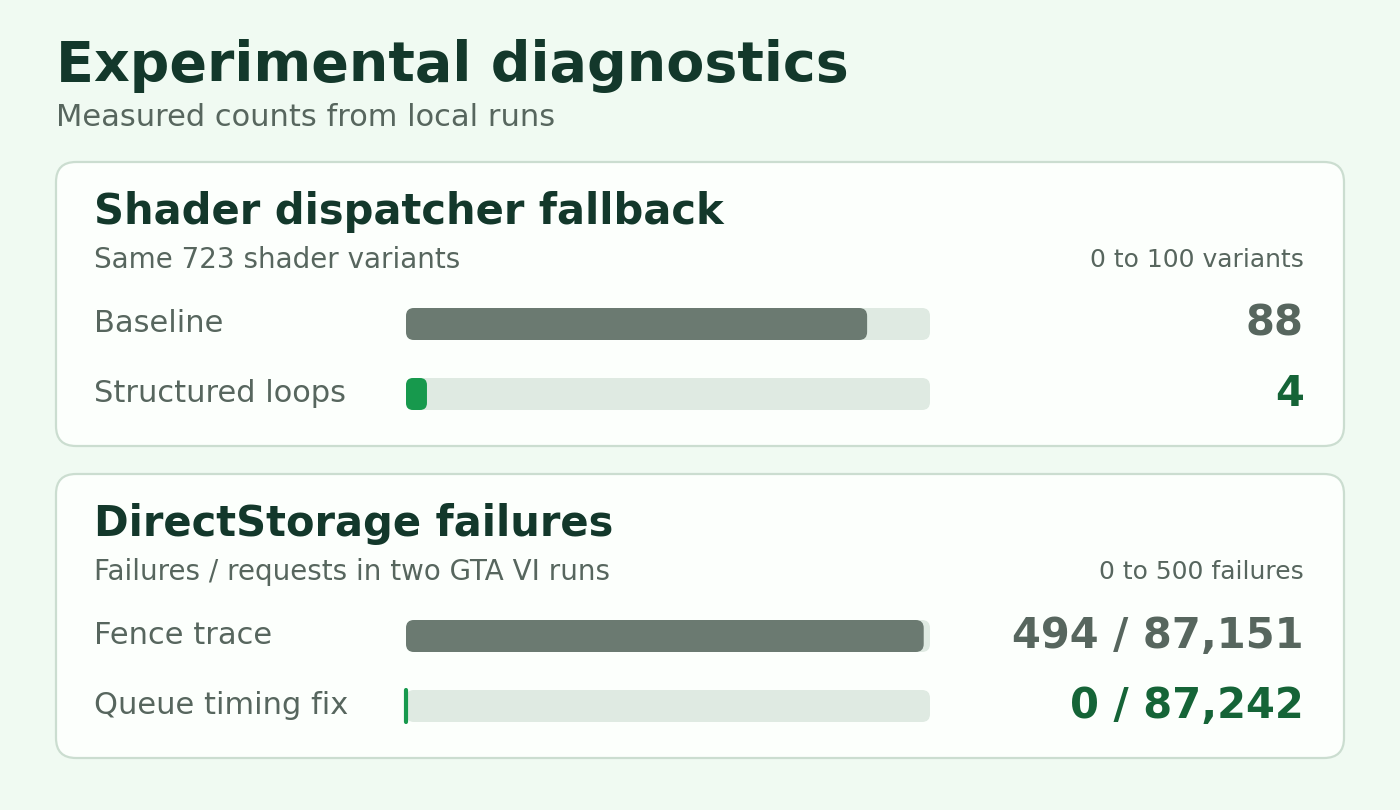 Experimental diagnostics
Measured counts from local runs
Shader dispatcher fallback
Same 723 shader variants
0 to 100 variants
Baseline
88
Structured loops
4
DirectStorage failures
Failures / requests in two GTA VI runs
0 to 500 failures
Fence trace
494 / 87,151
Queue timing fix
0 / 87,242